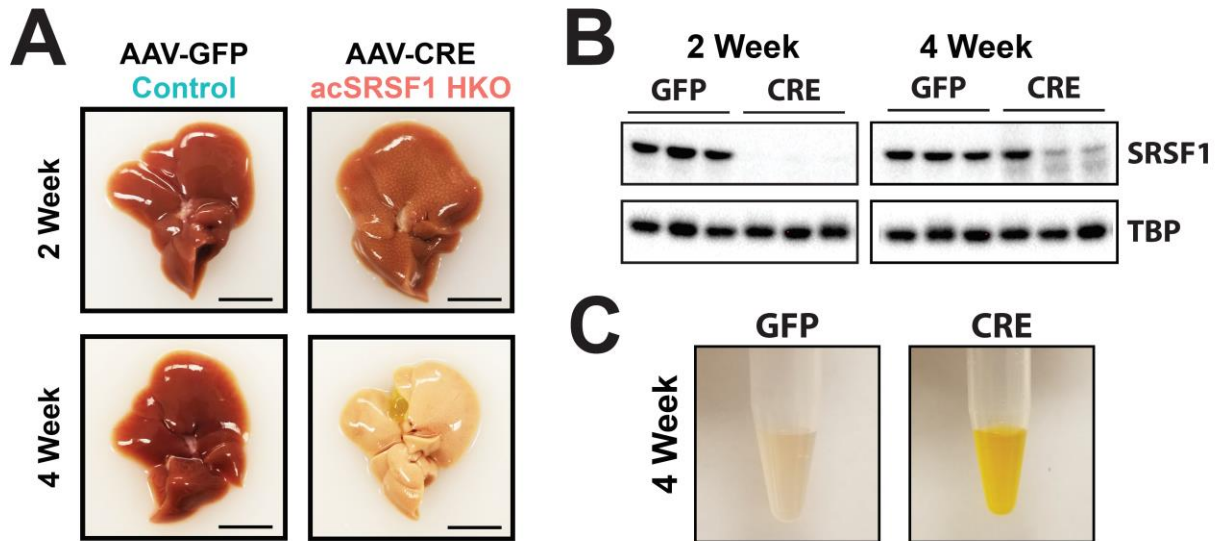 A
AAV-GFP
Control
AAV-CRE
acSRSF1 HKO
2 Week
4 Week
B
2 Week
4 Week
GFP
CRE
GFP
CRE
SRSF1
TBP
C
GFP
CRE
4 Week